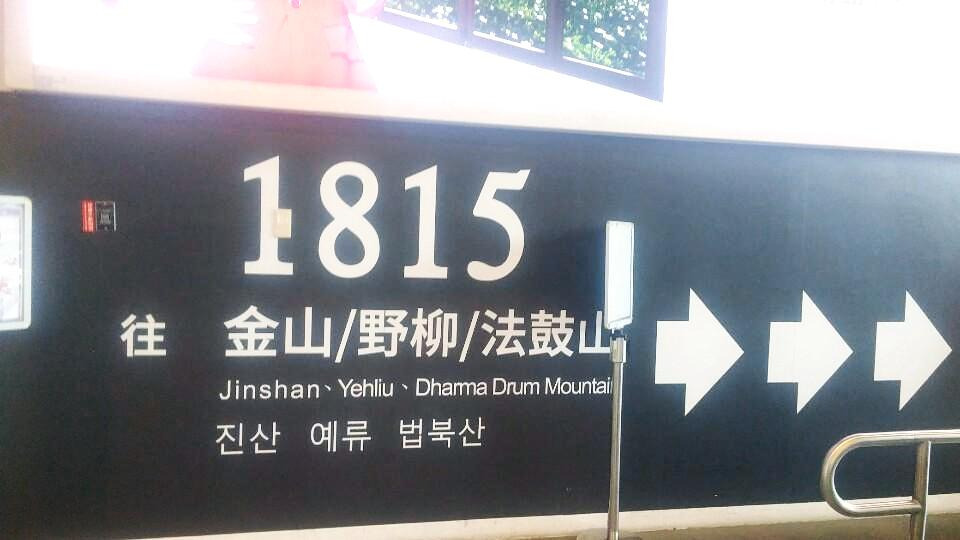 1815
往 金山/野柳/法鼓山
Jinshan、Yehliu、Dharma Drum Mountain
진산 예류 법북산